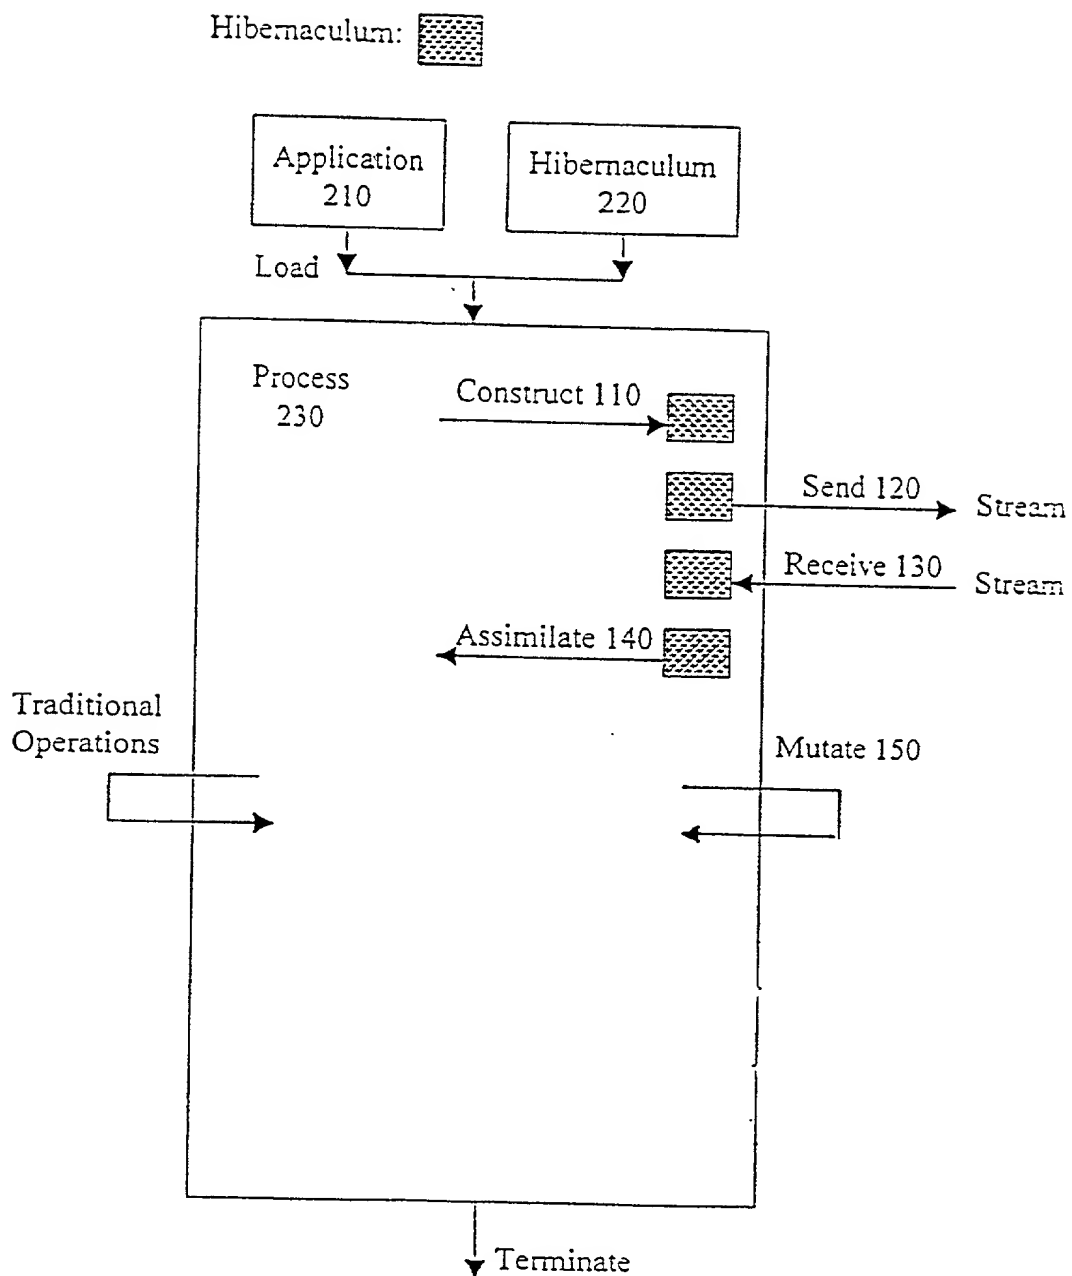 Hibernaculum:
Application
210
Hibernaculum
220
Load
Process
230
Construct 110
Send 120
Stream
Receive 130
Stream
Assimilate 140
Traditional
Operations
Mutate 150
Terminate